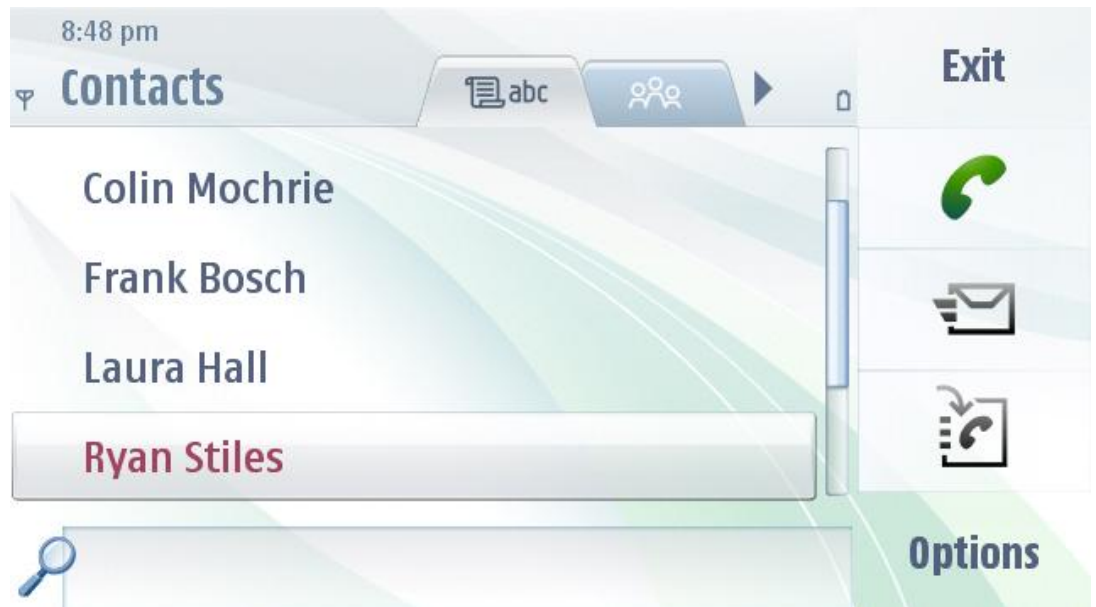 8:48 pm
Contacts
abc
Exit
Colin Mochrie
Frank Bosch
Laura Hall
Ryan Stiles
Options